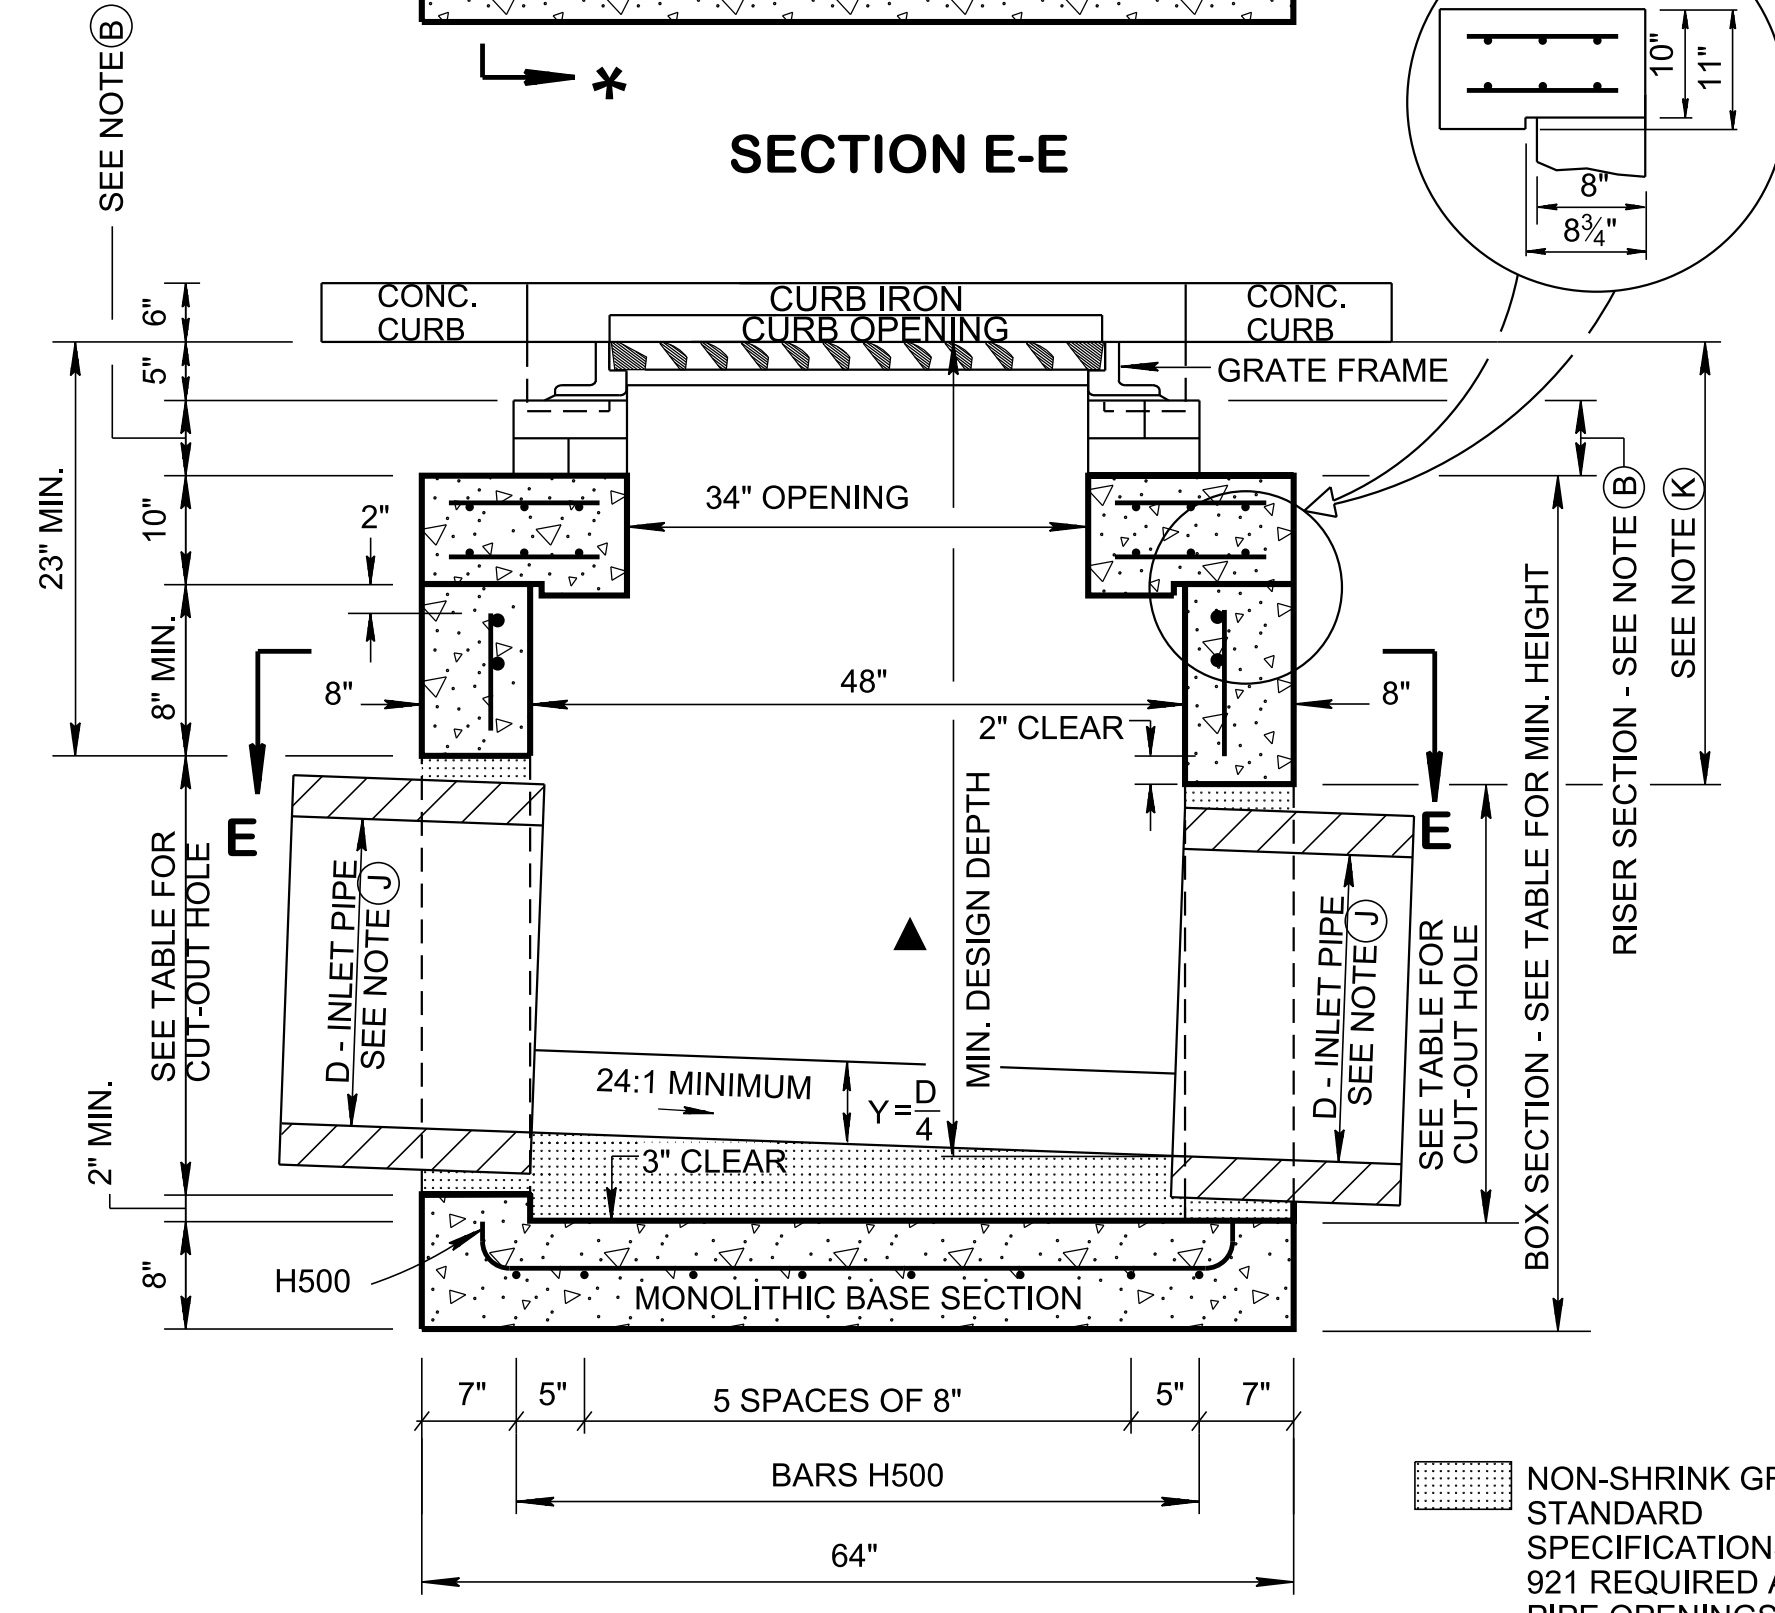 SEE NOTE B
*
SECTION E-E
10"
11"
8"
8¾"
6"
5"
23" MIN.
10"
8" MIN.
2"
CONC.
CURB
CURB IRON
CURB OPENING
CONC.
CURB
GRATE FRAME
34" OPENING
8"
48"
8"
2" CLEAR
E
E
SEE TABLE FOR
CUT-OUT HOLE
D - INLET PIPE
SEE NOTE J
MIN. DESIGN DEPTH
D - INLET PIPE
SEE NOTE J
SEE TABLE FOR
CUT-OUT HOLE
BOX SECTION - SEE TABLE FOR MIN. HEIGHT
RISER SECTION - SEE NOTE B
SEE NOTE K
24:1 MINIMUM
Y = D
4
3" CLEAR
2" MIN.
8"
H500
MONOLITHIC BASE SECTION
7"
5"
5 SPACES OF 8"
5"
7"
BARS H500
64"
NON-SHRINK
STANDARD
921 REQUIRED